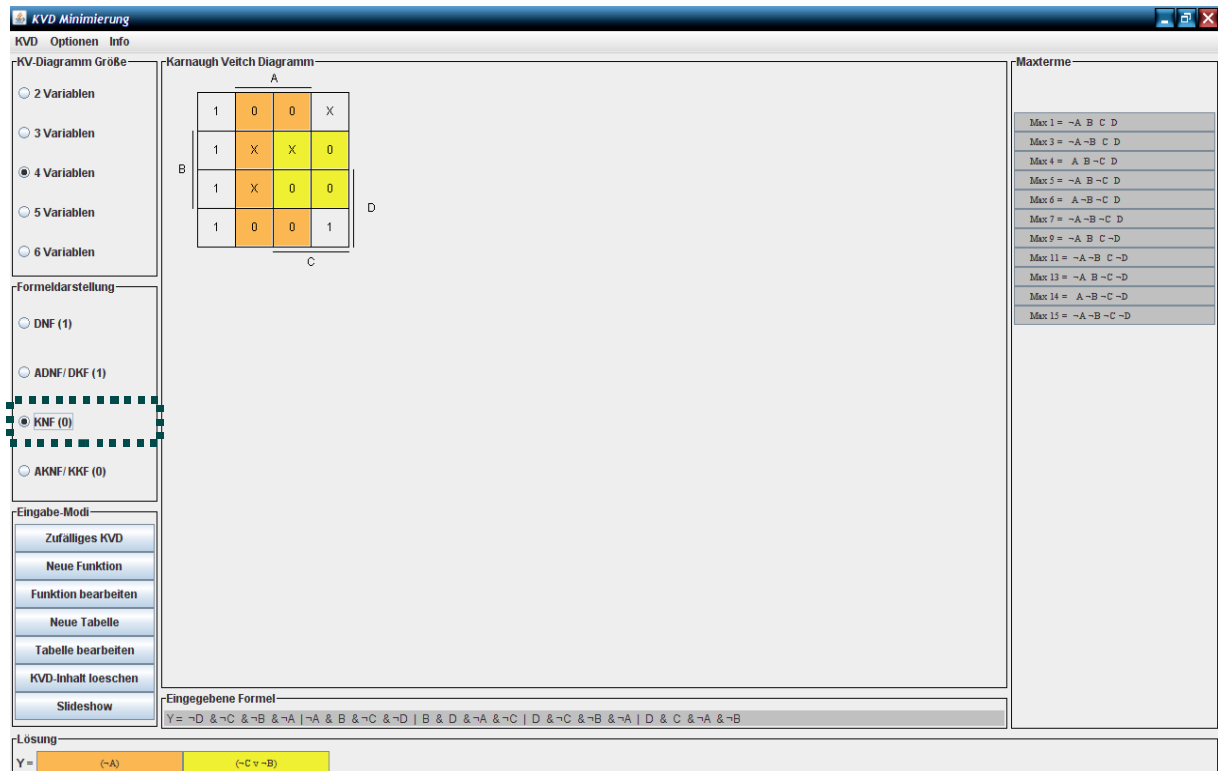 KVD Minimierung
KVD Optionen Info
KV-Diagramm Größe
2 Variablen
3 Variablen
4 Variablen
5 Variablen
6 Variablen
Formeldarstellung
DNF (1)
ADNF/ DKF (1)
KNF (0)
AKNF/ KKF (0)
Eingabe-Modi
Zufälliges KVD
Neue Funktion
Funktion bearbeiten
Neue Tabelle
Tabelle bearbeiten
KVD-Inhalt loeschen
Slideshow
Karnaugh Veitch Diagramm
A
1 0 0 X
1 X X 0
B
1 X 0 0
D
1 0 0 1
C
Eingegebene Formel
Y = ¬D & ¬C & ¬B & ¬A | ¬A & B & ¬C & ¬D | B & D & ¬A & ¬C | D & ¬C & ¬B & ¬A | D & C & ¬A & ¬B
Maxterme
Max 1 = ¬A B C D
Max 3 = ¬A ¬B C D
Max 4 = A B ¬C D
Max 5 = ¬A B ¬C D
Max 6 = A ¬B ¬C D
Max 7 = ¬A ¬B ¬C D
Max 9 = ¬A B C ¬D
Max 11 = ¬A ¬B C ¬D
Max 13 = ¬A B ¬C ¬D
Max 14 = A ¬B ¬C ¬D
Max 15 = ¬A ¬B ¬C ¬D
Lösung
Y = (¬A) (¬C v ¬B)